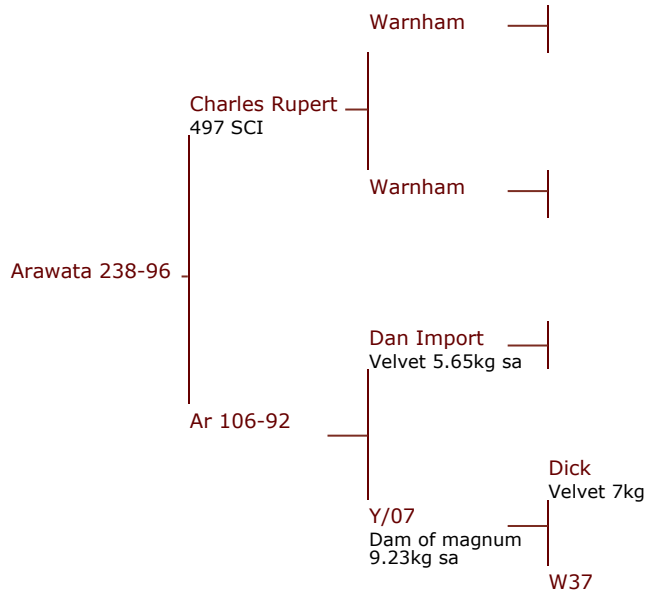 Warnham
Charles Rupert
497 SCI
Warnham
Arawata 238-96
Dan Import
Velvet 5.65kg sa
Ar 106-92
Dick
Velvet 7kg
Y/07
Dam of magnum
9.23kg sa
W37